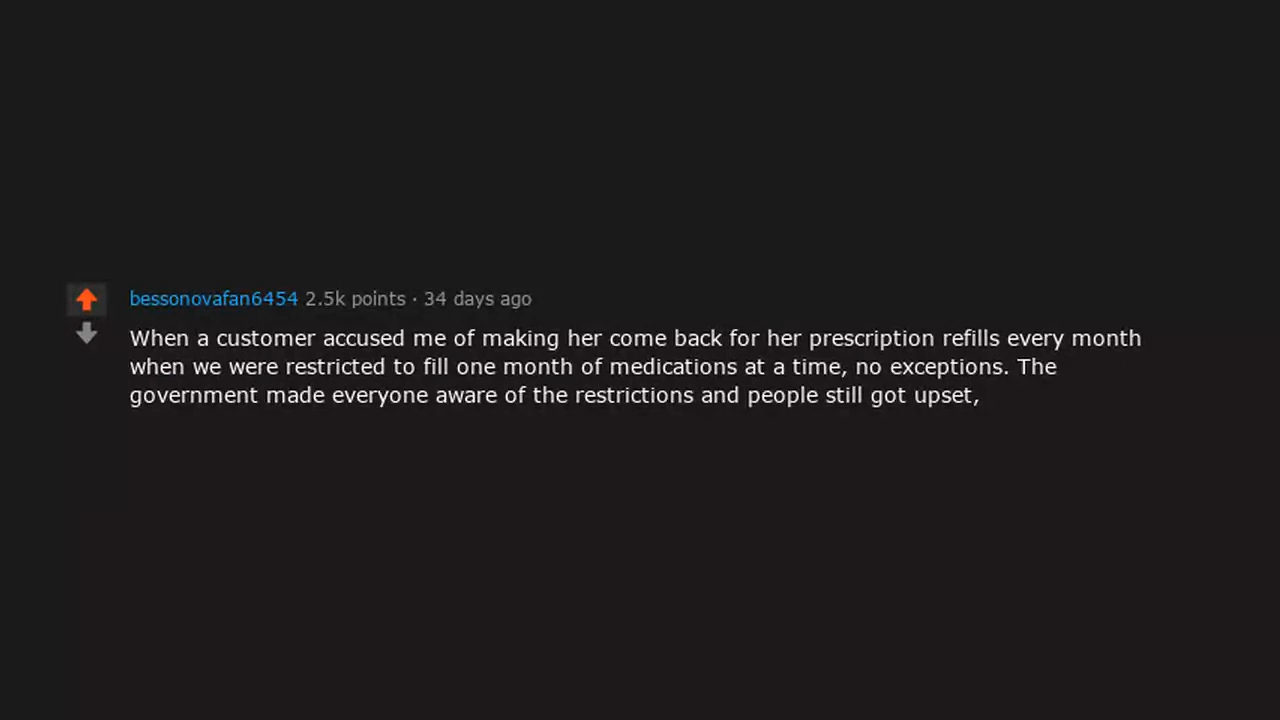 bessonovafan6454 2.5k points · 34 days ago
When a customer accused me of making her come back for her prescription refills every month
when we were restricted to fill one month of medications at a time, no exceptions. The
government made everyone aware of the restrictions and people still got upset,